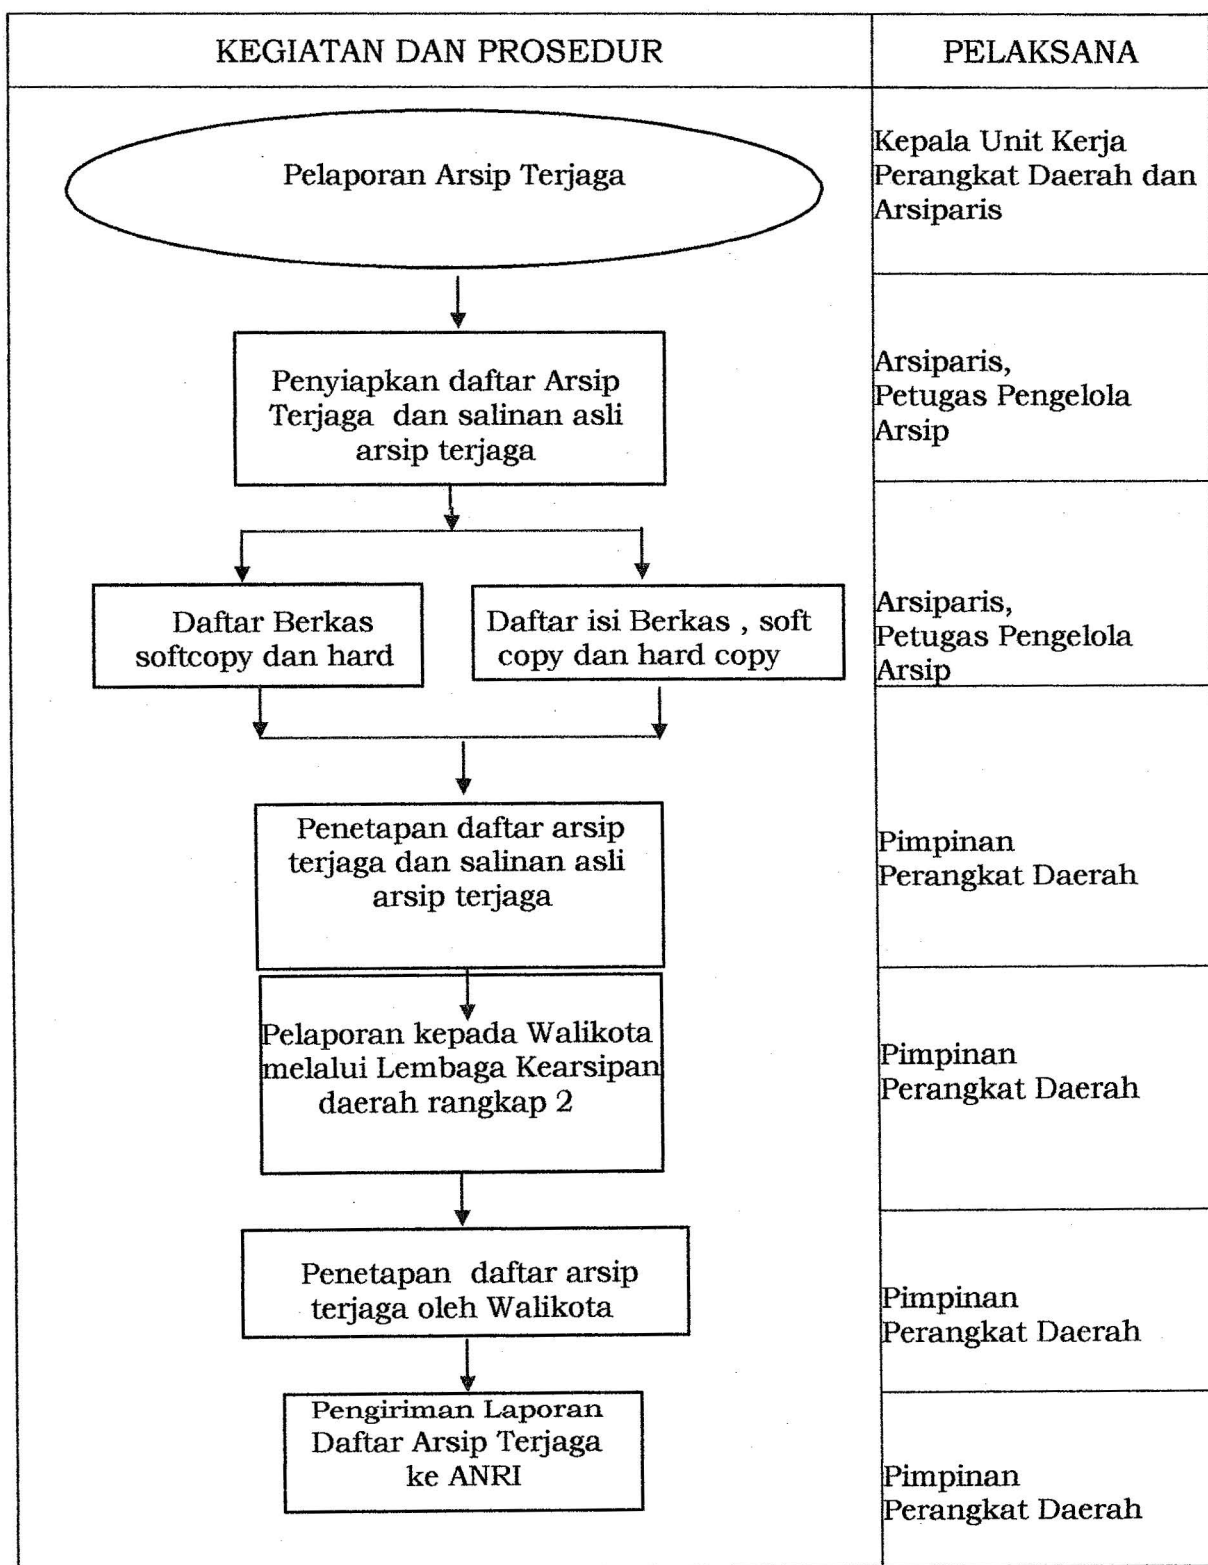 KEGIATAN DAN PROSEDUR
PELAKSANA
Pelaporan Arsip Terjaga
Kepala Unit Kerja
Perangkat Daerah dan
Arsiparis
Penyiapkan daftar Arsip
Terjaga dan salinan asli
arsip terjaga
Arsiparis,
Petugas Pengelola
Arsip
Daftar Berkas
softcopy dan hard
Daftar isi Berkas , soft
copy dan hard copy
Arsiparis,
Petugas Pengelola
Arsip
Penetapan daftar arsip
terjaga dan salinan asli
arsip terjaga
Pimpinan
Perangkat Daerah
Pelaporan kepada Walikota
melalui Lembaga Kearsipan
daerah rangkap 2
Pimpinan
Perangkat Daerah
Penetapan daftar arsip
terjaga oleh Walikota
Pimpinan
Perangkat Daerah
Pengiriman Laporan
Daftar Arsip Terjaga
ke ANRI
Pimpinan
Perangkat Daerah